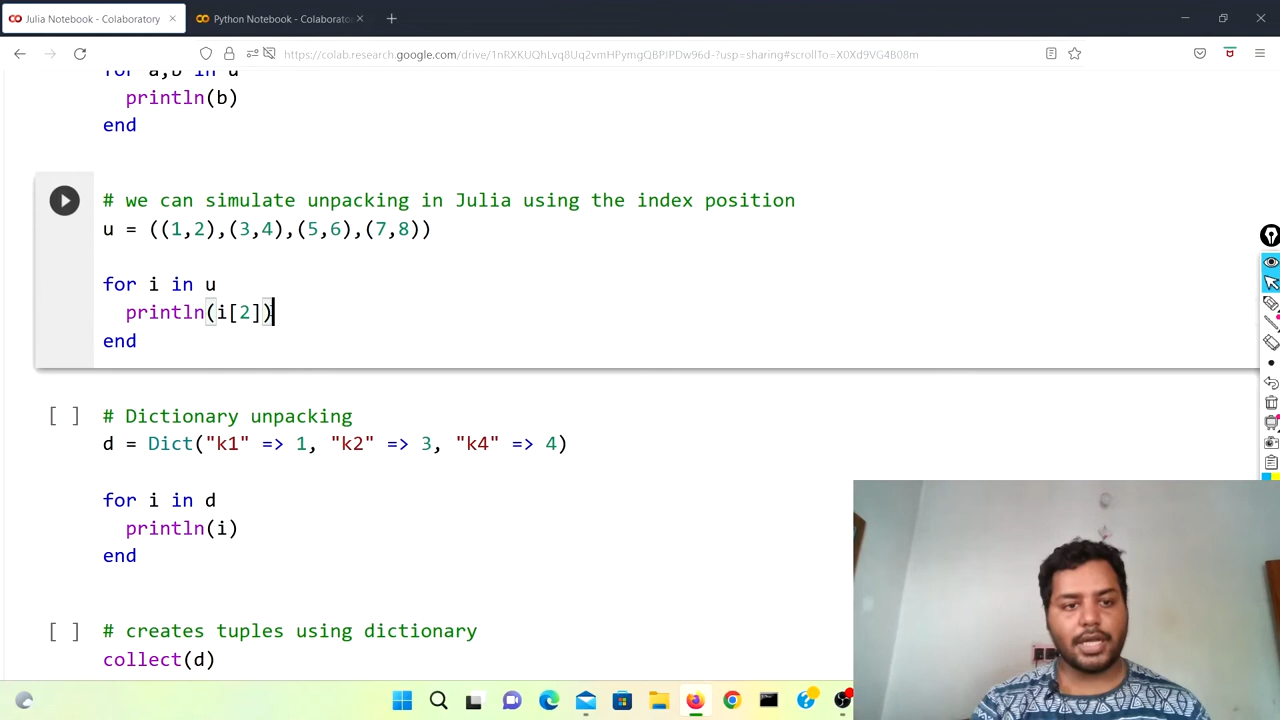 Julia Notebook - Colaboratory
Python Notebook - Colaborato
https://colab.research.google.com/drive/1nRXKUQhLvq8Uq2vmHPymgQBPIPDw96d-?usp=sharing#scrollTo=X0Xd9VG4B08m
for a,b in u
println(b)
end
# we can simulate unpacking in Julia using the index position
u = ((1,2),(3,4),(5,6),(7,8))
for i in u
println(i[2])
end
[ ] # Dictionary unpacking
d = Dict("k1" => 1, "k2" => 3, "k4" => 4)
for i in d
println(i)
end
[ ] # creates tuples using dictionary
collect(d)